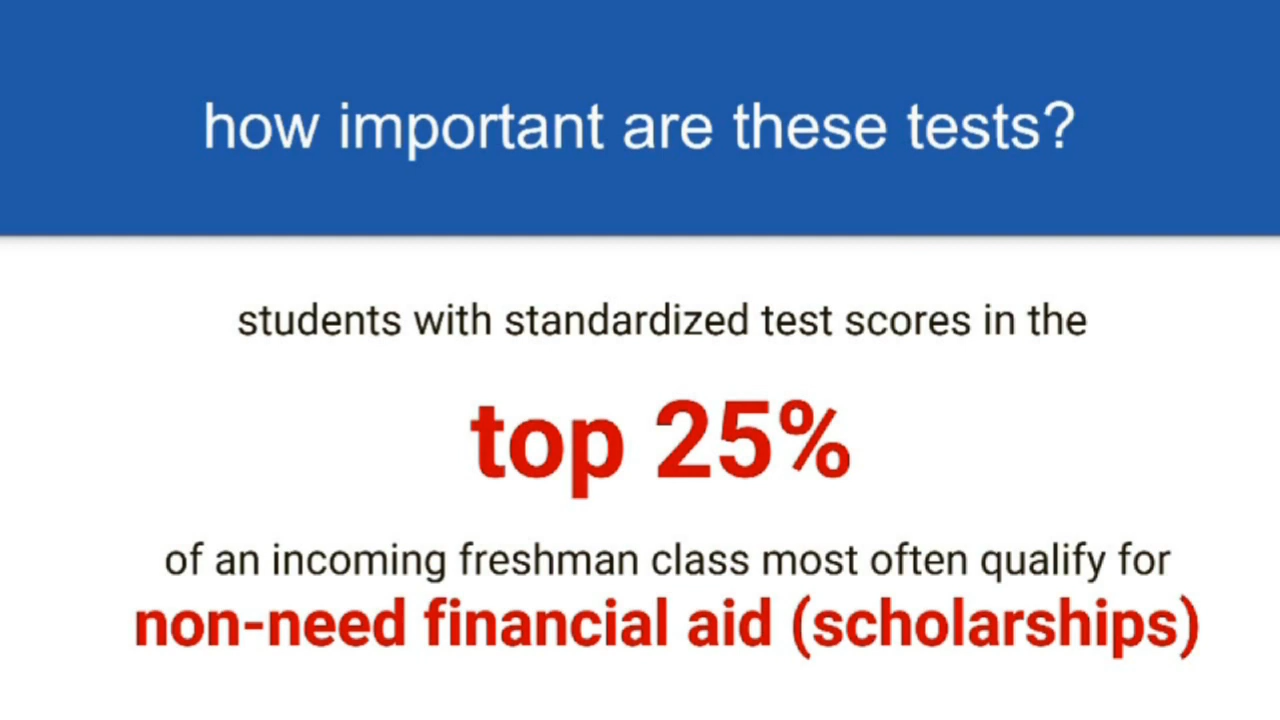 how important are these tests?
students with standardized test scores in the
top 25%
of an incoming freshman class most often qualify for
non-need financial aid (scholarships)